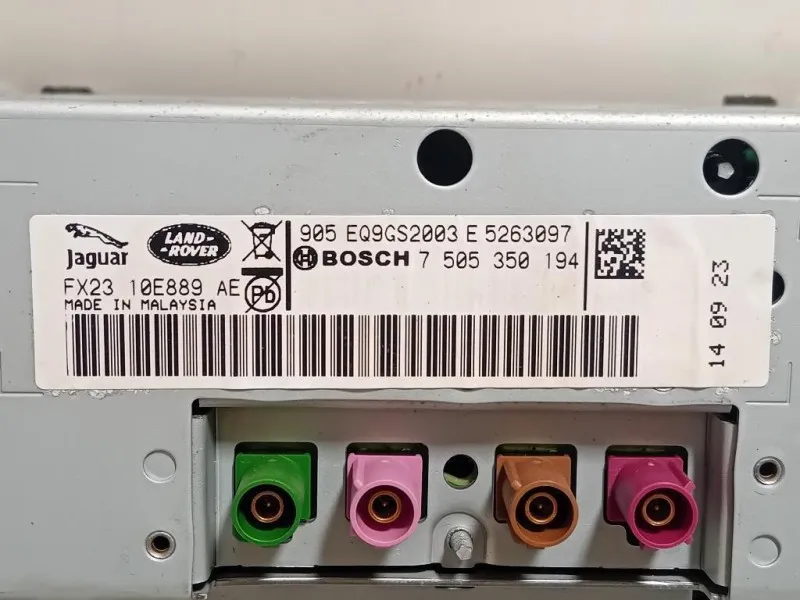 Jaguar
LAND-
ROVER
905 EQ9GS2003 E 5263097
BOSCH 7 505 350 194
FX23 10E889 AE
MADE IN MALAYSIA
Pb
14 09 23